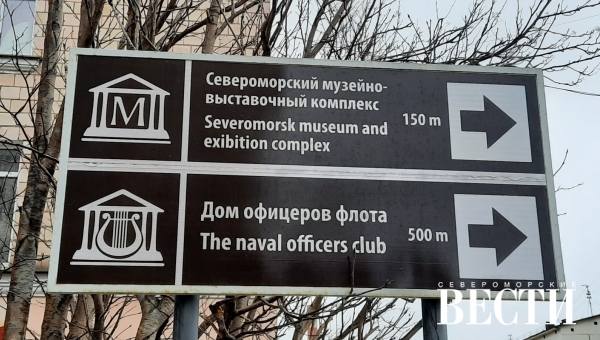 М
Североморский музейно-
выставочный комплекс
Severomorsk museum and
exibition complex
150 m
Дом офицеров флота
The naval officers club
500 m
СЕВЕРОМОРСКИЕ
ВЕСТИ